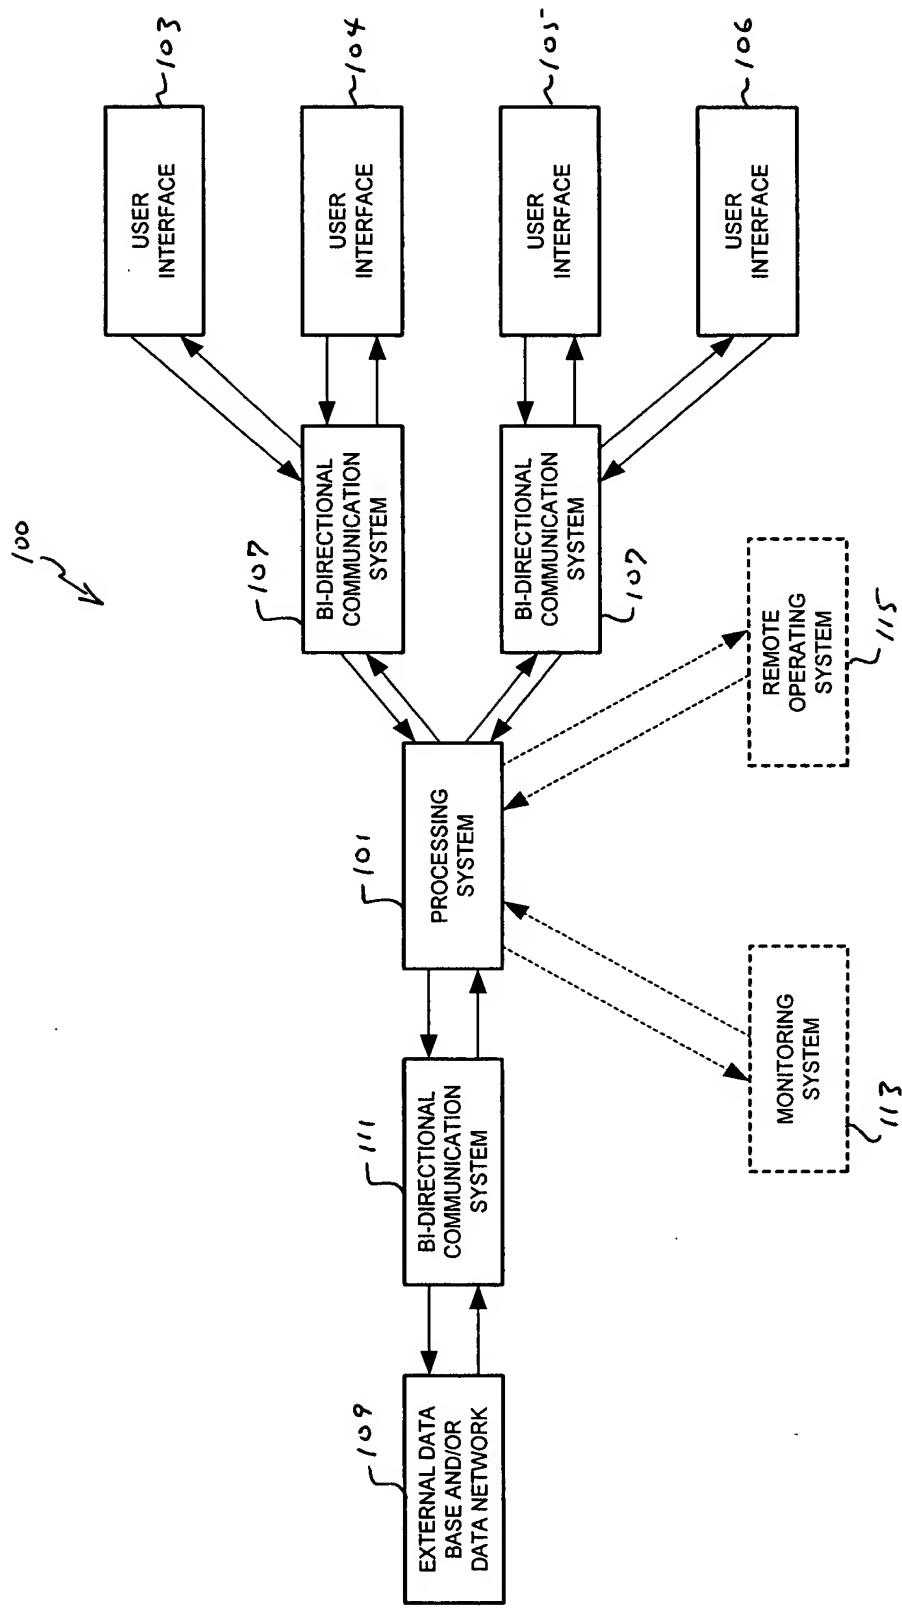 100
103
USER
INTERFACE
104
USER
INTERFACE
105
USER
INTERFACE
106
USER
INTERFACE
107
BI-DIRECTIONAL
COMMUNICATION
SYSTEM
BI-DIRECTIONAL
COMMUNICATION
SYSTEM
107
101
PROCESSING
SYSTEM
REMOTE
OPERATING
SYSTEM
115
111
BI-DIRECTIONAL
COMMUNICATION
SYSTEM
MONITORING
SYSTEM
113
109
EXTERNAL DATA
BASE AND/OR
DATA NETWORK